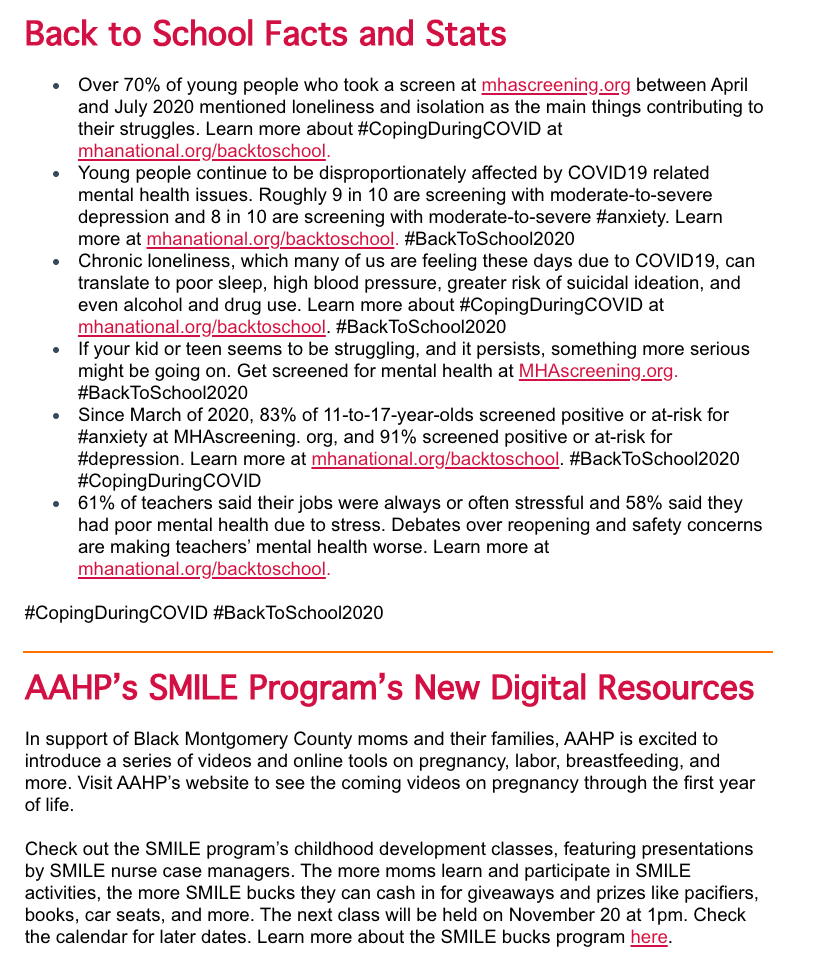 Back to School Facts and Stats
• Over 70% of young people who took a screen at mhascreening.org between April
and July 2020 mentioned loneliness and isolation as the main things contributing to
their struggles. Learn more about #CopingDuringCOVID at
mhanational.org/backtoschool.
• Young people continue to be disproportionately affected by COVID19 related
mental health issues. Roughly 9 in 10 are screening with moderate-to-severe
depression and 8 in 10 are screening with moderate-to-severe #anxiety. Learn
more at mhanational.org/backtoschool. #BackToSchool2020
• Chronic loneliness, which many of us are feeling these days due to COVID19, can
translate to poor sleep, high blood pressure, greater risk of suicidal ideation, and
even alcohol and drug use. Learn more about #CopingDuringCOVID at
mhanational.org/backtoschool. #BackToSchool2020
• If your kid or teen seems to be struggling, and it persists, something more serious
might be going on. Get screened for mental health at MHAscreening.org.
#BackToSchool2020
• Since March of 2020, 83% of 11-to-17-year-olds screened positive or at-risk for
#anxiety at MHAscreening. org, and 91% screened positive or at-risk for
#depression. Learn more at mhanational.org/backtoschool. #BackToSchool2020
#CopingDuringCOVID
• 61% of teachers said their jobs were always or often stressful and 58% said they
had poor mental health due to stress. Debates over reopening and safety concerns
are making teachers’ mental health worse. Learn more at
mhanational.org/backtoschool.
#CopingDuringCOVID #BackToSchool2020
AAHP’s SMILE Program’s New Digital Resources
In support of Black Montgomery County moms and their families, AAHP is excited to
introduce a series of videos and online tools on pregnancy, labor, breastfeeding, and
more. Visit AAHP’s website to see the coming videos on pregnancy through the first year
of life.
Check out the SMILE program’s childhood development classes, featuring presentations
by SMILE nurse case managers. The more moms learn and participate in SMILE
activities, the more SMILE bucks they can cash in for giveaways and prizes like pacifiers,
books, car seats, and more. The next class will be held on November 20 at 1pm. Check
the calendar for later dates. Learn more about the SMILE bucks program here.